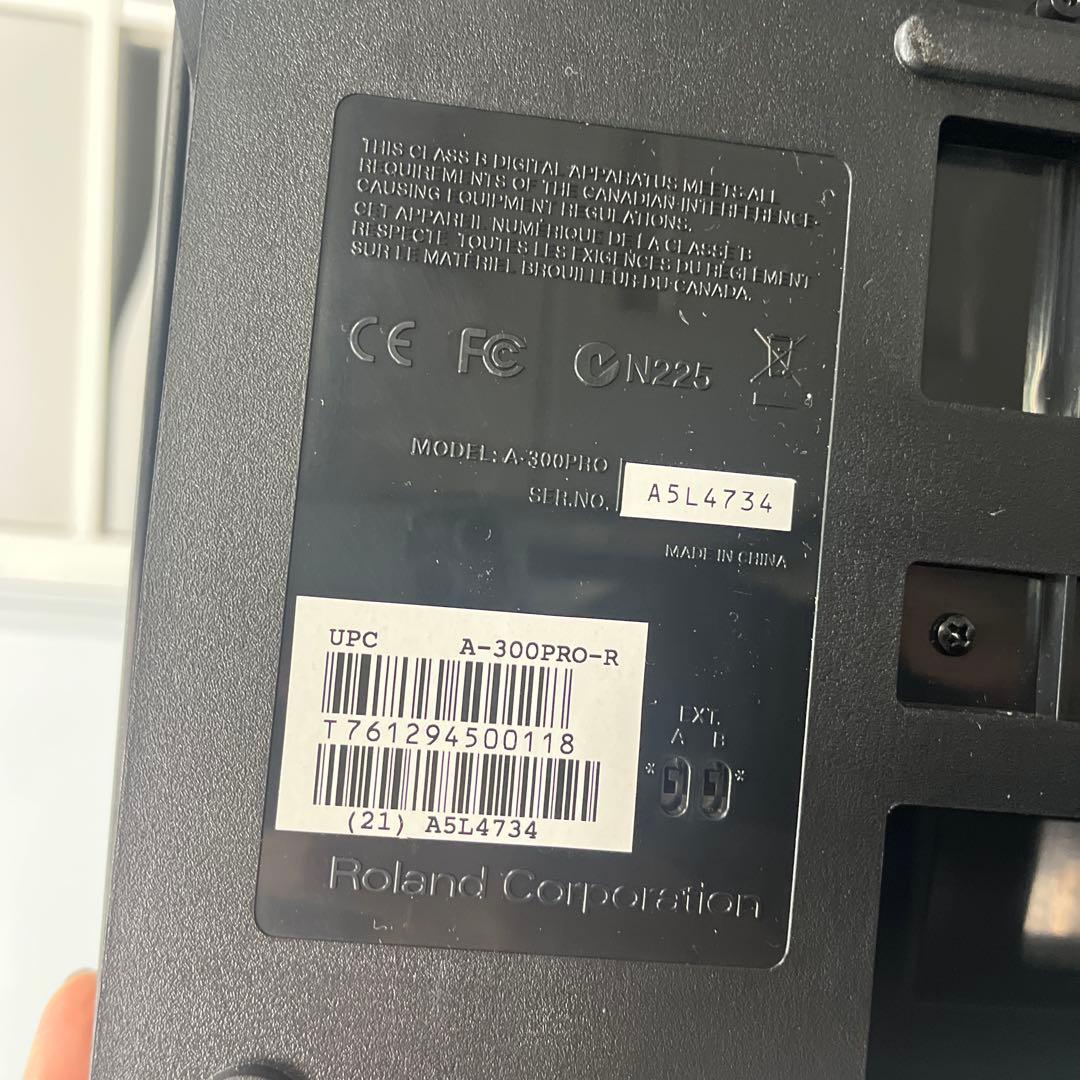 THIS CLASS B DIGITAL APPARATUS MEETS ALL
REQUIREMENTS OF THE CANADIAN INTERFERENCE-
CAUSING EQUIPMENT REGULATIONS.
CET APPAREIL NUMÉRIQUE DE LA CLASSE B
RESPECTE TOUTES LES EXIGENCES DU RÈGLEMENT
SUR LE MATÉRIEL BROUILLEUR DU CANADA.
CE FC N225
MODEL: A-300PRO
SER.NO. A5L4734
MADE IN CHINA
UPC A-300PRO-R
T761294500118
(21) A5L4734
EXT.
A B
* *
Roland Corporation